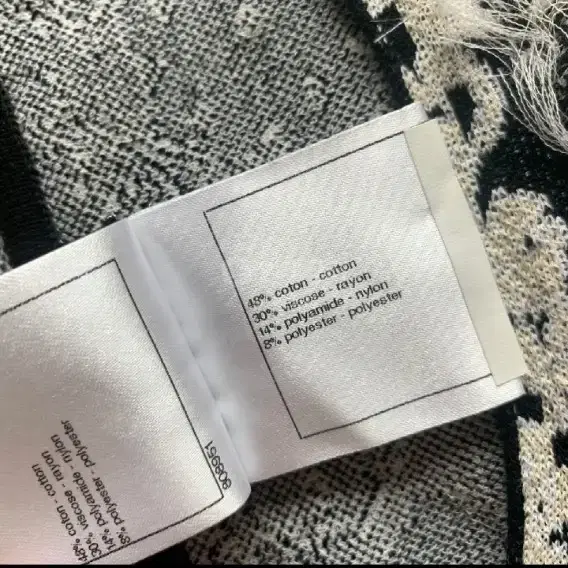 48% coton - cotton
30% viscose - rayon
14% polyamide - nylon
8% polyester - polyester
48% coton - cotton
30% viscose - rayon
14% polyamide - nylon
8% polyester - polyester